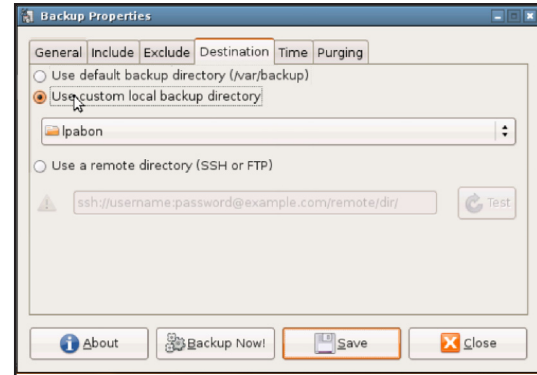 Backup Properties
General Include Exclude Destination Time Purging
Use default backup directory (/var/backup)
Use custom local backup directory
lpabon
Use a remote directory (SSH or FTP)
ssh://username:password@example.com/remote/dir/ Test
About Backup Now! Save Close